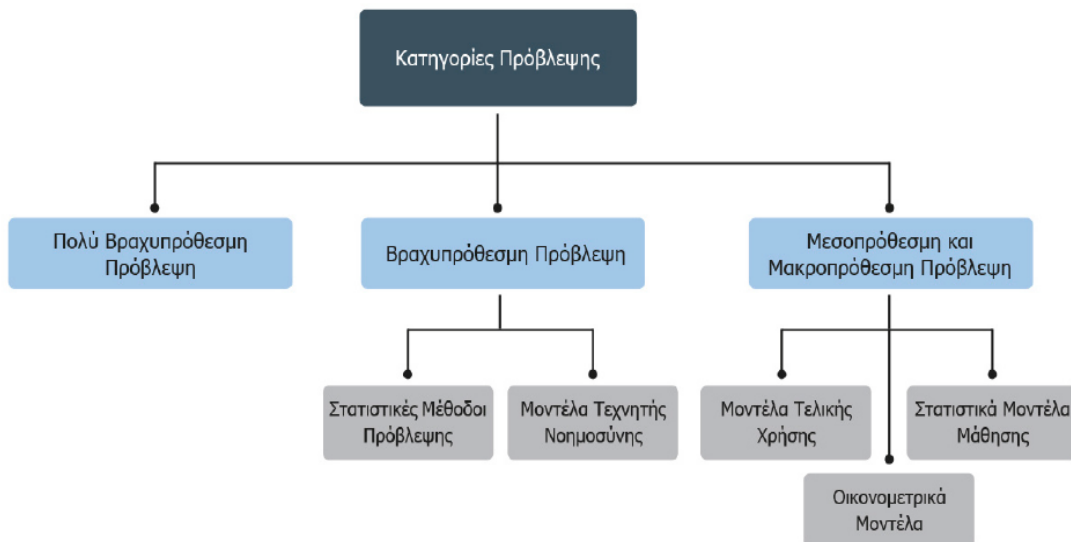 Κατηγορίες Πρόβλεψης
Πολύ Βραχυπρόθεσμη
Πρόβλεψη
Βραχυπρόθεσμη Πρόβλεψη
Μεσοπρόθεσμη και
Μακροπρόθεσμη Πρόβλεψη
Στατιστικές Μέθοδοι
Πρόβλεψης
Μοντέλα Τεχνητής
Νοημοσύνης
Μοντέλα Τελικής
Χρήσης
Στατιστικά Μοντέλα
Μάθησης
Οικονομετρικά
Μοντέλα